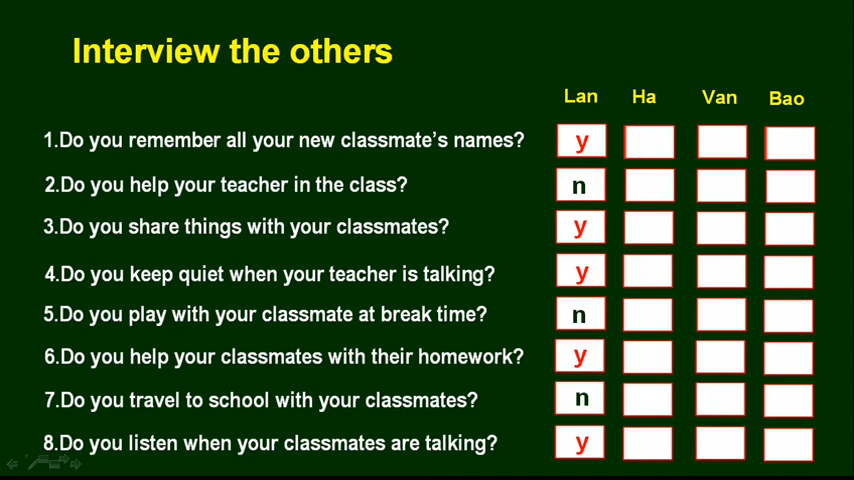 Interview the others
Lan Ha Van Bao
1.Do you remember all your new classmate's names? y
2.Do you help your teacher in the class? n
3.Do you share things with your classmates? y
4.Do you keep quiet when your teacher is talking? y
5.Do you play with your classmate at break time? n
6.Do you help your classmates with their homework? y
7.Do you travel to school with your classmates? n
8.Do you listen when your classmates are talking? y